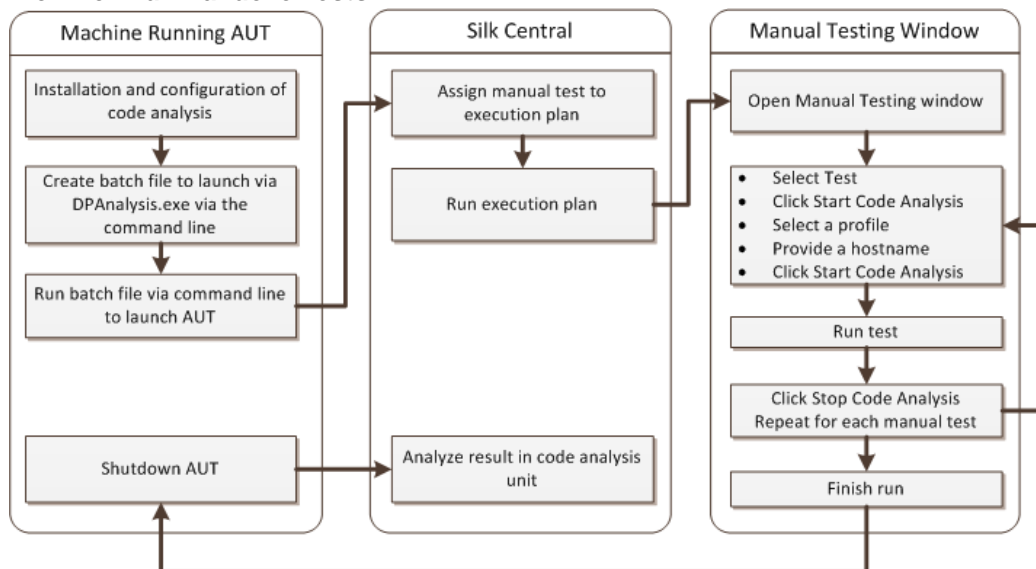 Machine Running AUT
Installation and configuration of
code analysis
Create batch file to launch via
DPAnalysis.exe via the
command line
Run batch file via command line
to launch AUT
Shutdown AUT
Silk Central
Assign manual test to
execution plan
Run execution plan
Analyze result in code analysis
unit
Manual Testing Window
Open Manual Testing window
• Select Test
• Click Start Code Analysis
• Select a profile
• Provide a hostname
• Click Start Code Analysis
Run test
Click Stop Code Analysis
Repeat for each manual test
Finish run